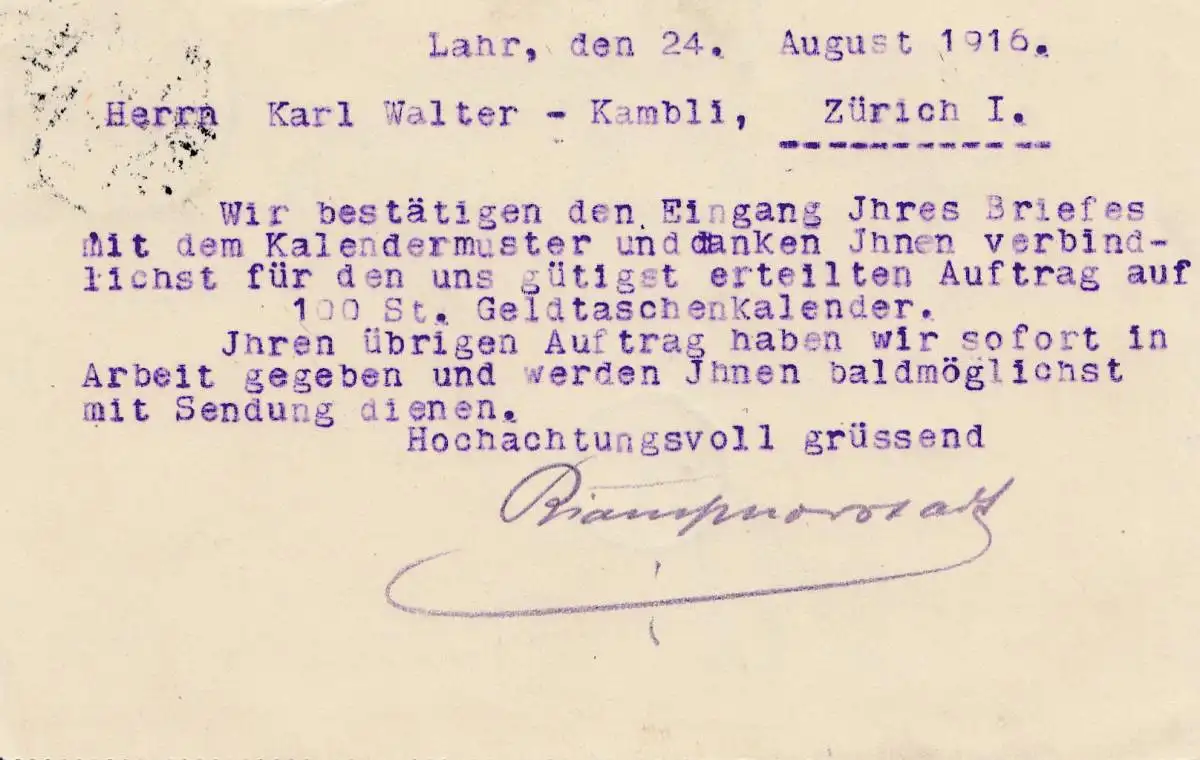 Lahr, den 24. August 1916.
Herrn Karl Walter - Kambli, Zürich I.
Wir bestätigen den Eingang Jhres Briefes
mit dem Kalendermuster und danken Jhnen verbind-
lichst für den uns gütigst erteilten Auftrag auf
100 St. Geldtaschenkalender.
Jhren übrigen Auftrag haben wir sofort in
Arbeit gegeben und werden Jhnen baldmöglichst
mit Sendung dienen.
Hochachtungsvoll grüssend